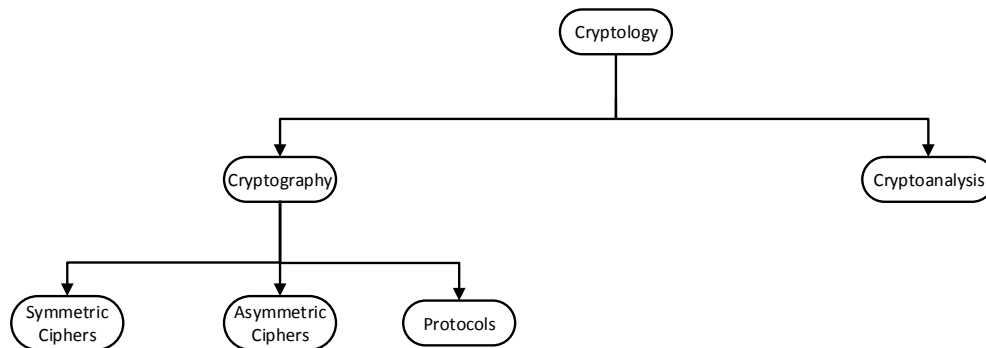 Cryptology
Cryptography
Cryptoanalysis
Symmetric
Ciphers
Asymmetric
Ciphers
Protocols